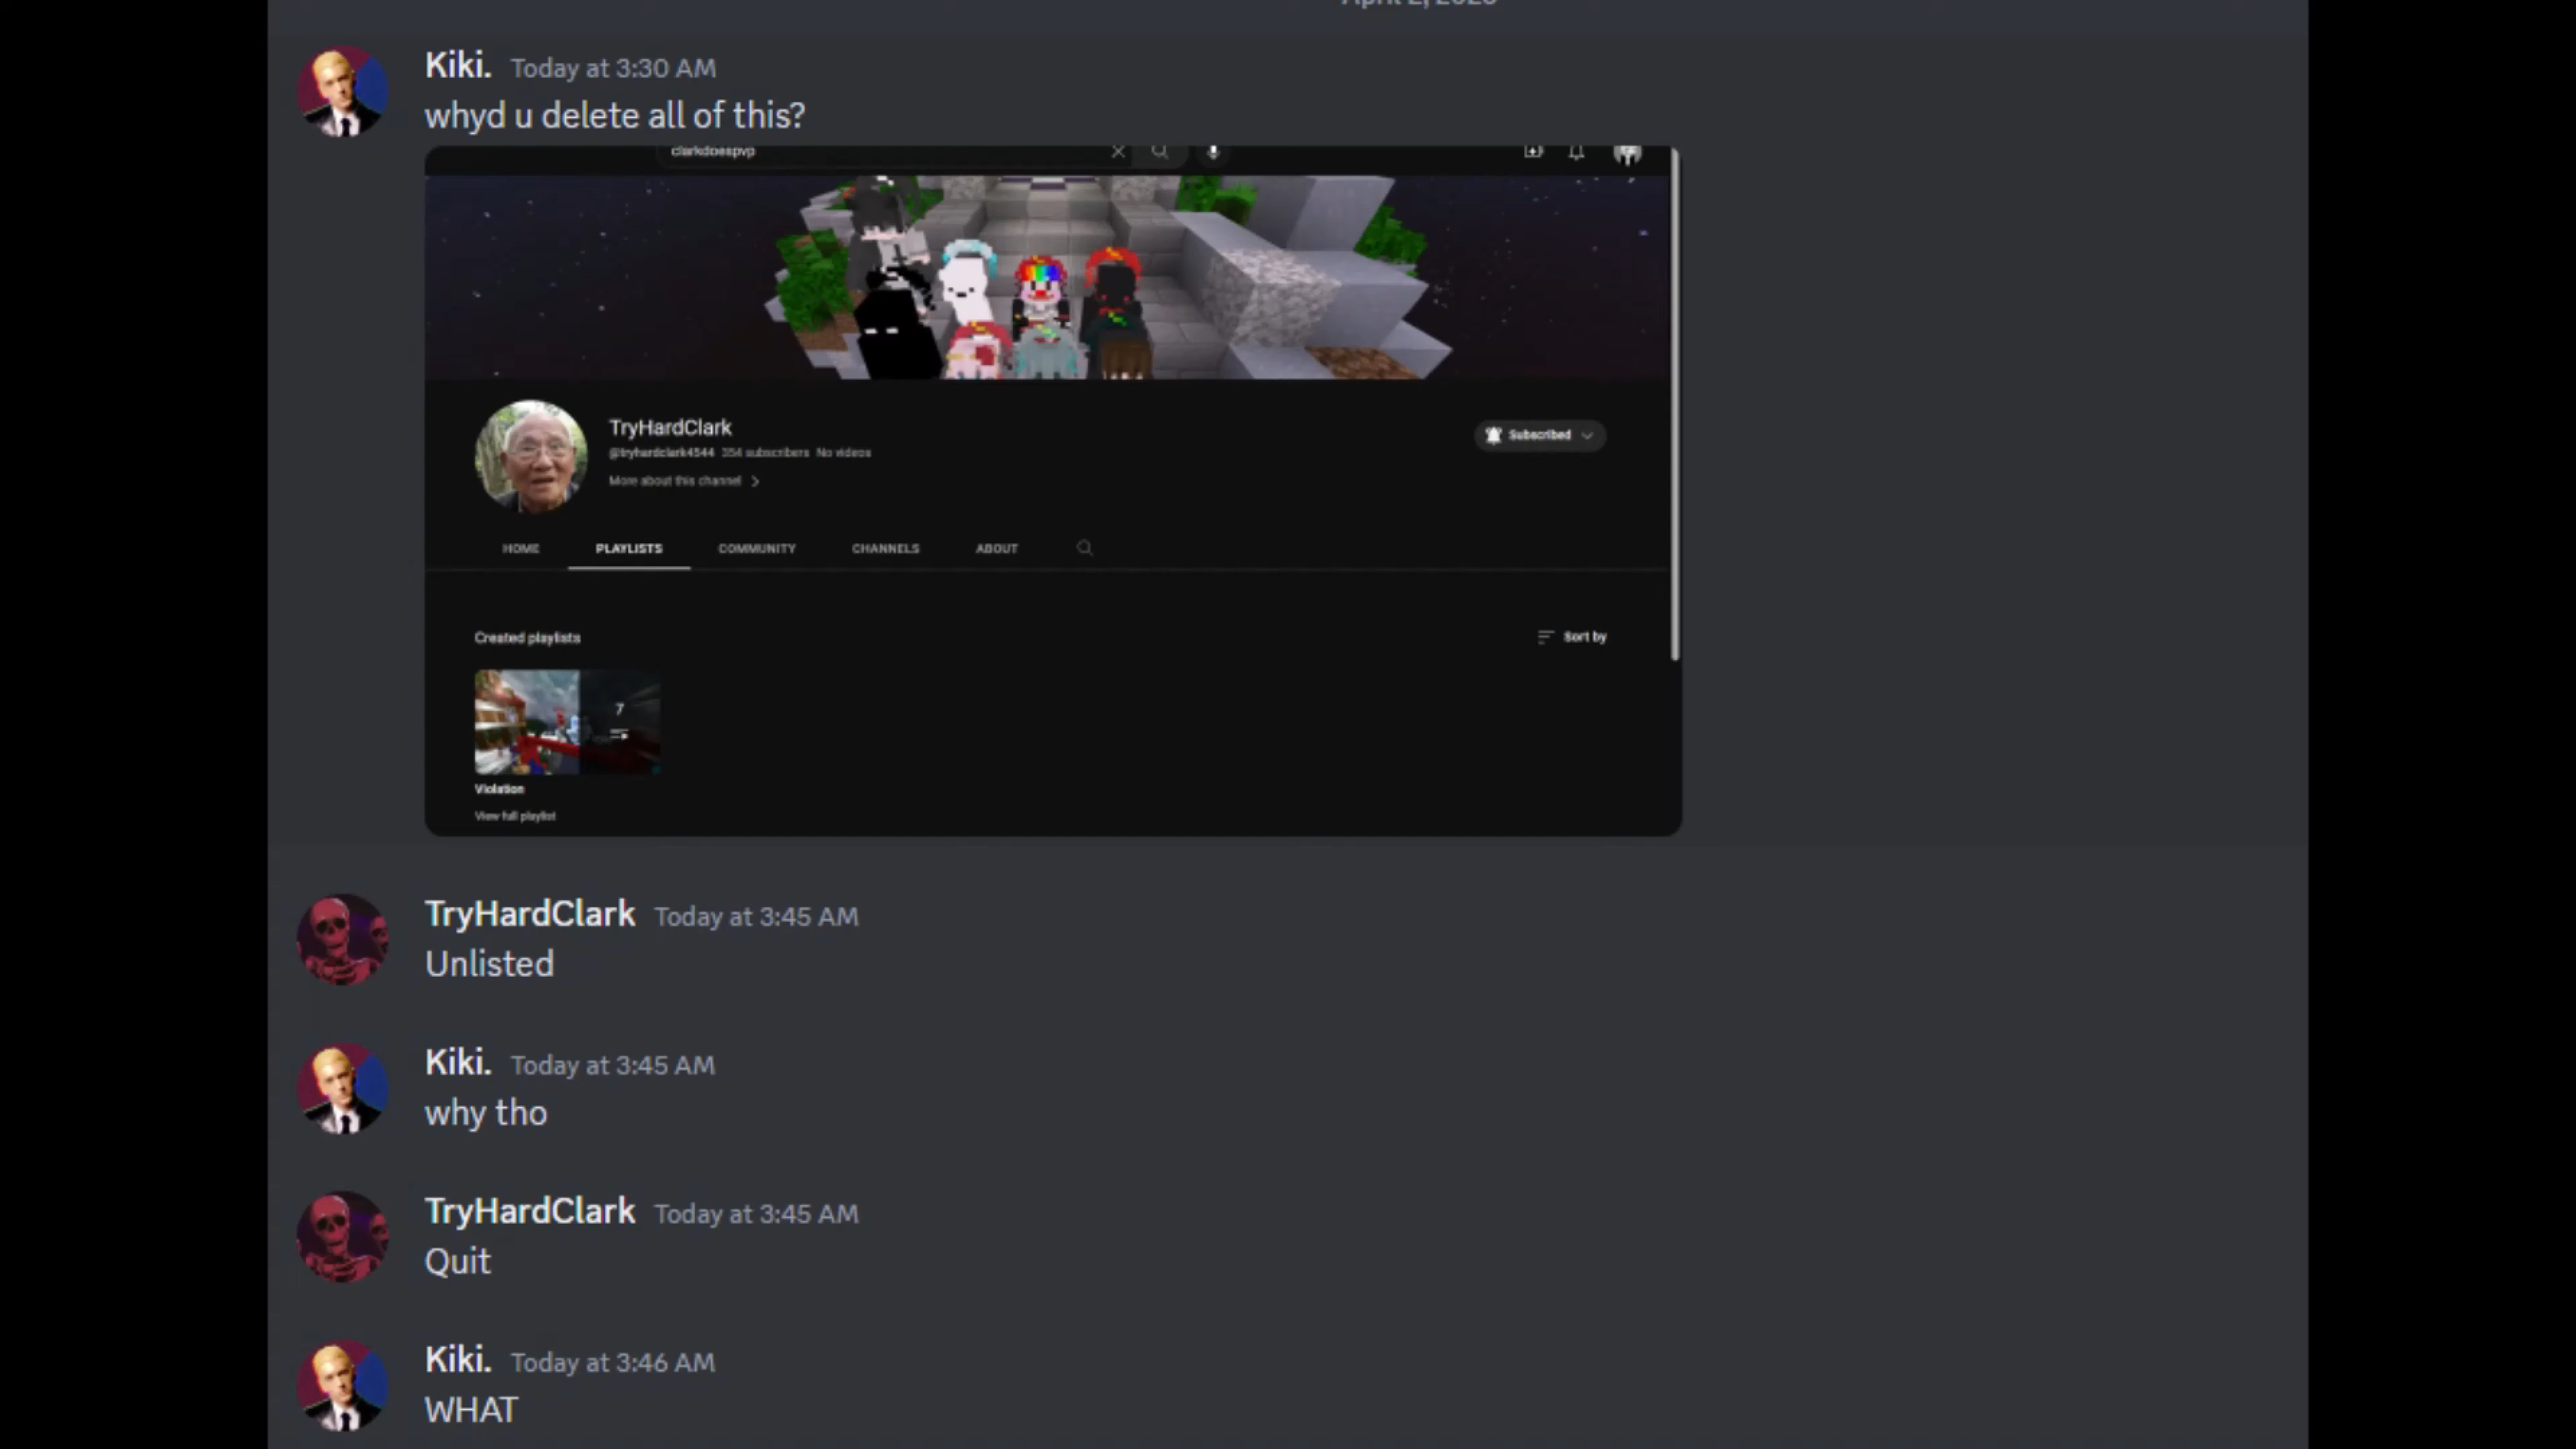 Kiki. Today at 3:30 AM
whyd u delete all of this?
clarkdoespvp
TryHardClark
@tryhardclark4544 354 subscribers No videos
Subscribed
More about this channel
HOME PLAYLISTS COMMUNITY CHANNELS ABOUT
Created playlists
Sort by
7
Violation
View full playlist
TryHardClark Today at 3:45 AM
Unlisted
Kiki. Today at 3:45 AM
why tho
TryHardClark Today at 3:45 AM
Quit
Kiki. Today at 3:46 AM
WHAT